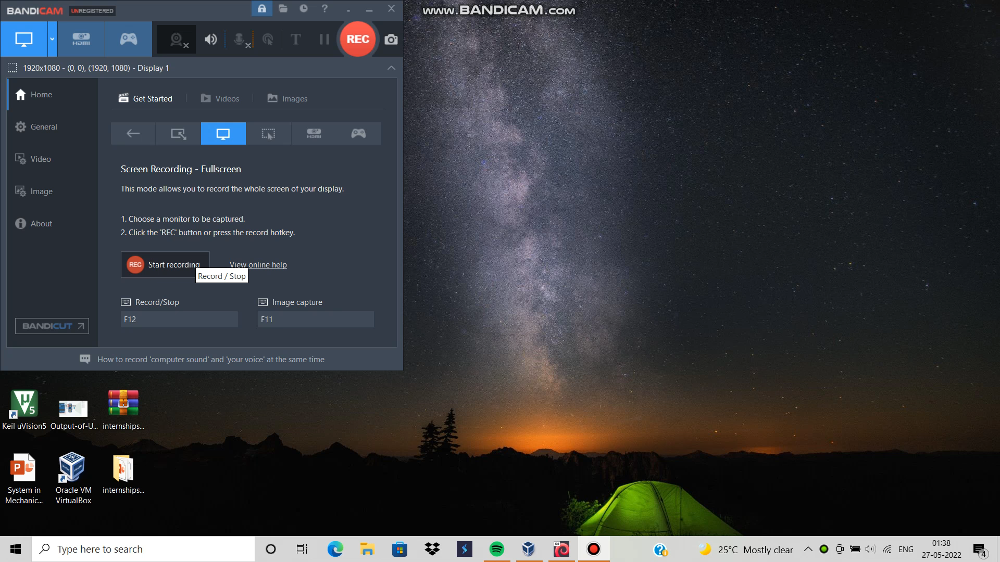 BANDICAM UNREGISTERED
www.BANDICAM.com
HDMI
T
REC
1920x1080 - (0, 0), (1920, 1080) - Display 1
Home
General
Video
Image
About
BANDICUT
Get Started
Videos
Images
HDMI
Screen Recording - Fullscreen
This mode allows you to record the whole screen of your display.
1. Choose a monitor to be captured.
2. Click the 'REC' button or press the record hotkey.
REC Start recording
View online help
Record / Stop
Record/Stop
Image capture
F12
F11
How to record 'computer sound' and 'your voice' at the same time
Keil uVision5
Output-of-U...
internships...
System in
Mechanic...
Oracle VM
VirtualBox
internships...
Type here to search
64
25°C Mostly clear
ENG
01:38
27-05-2022
4